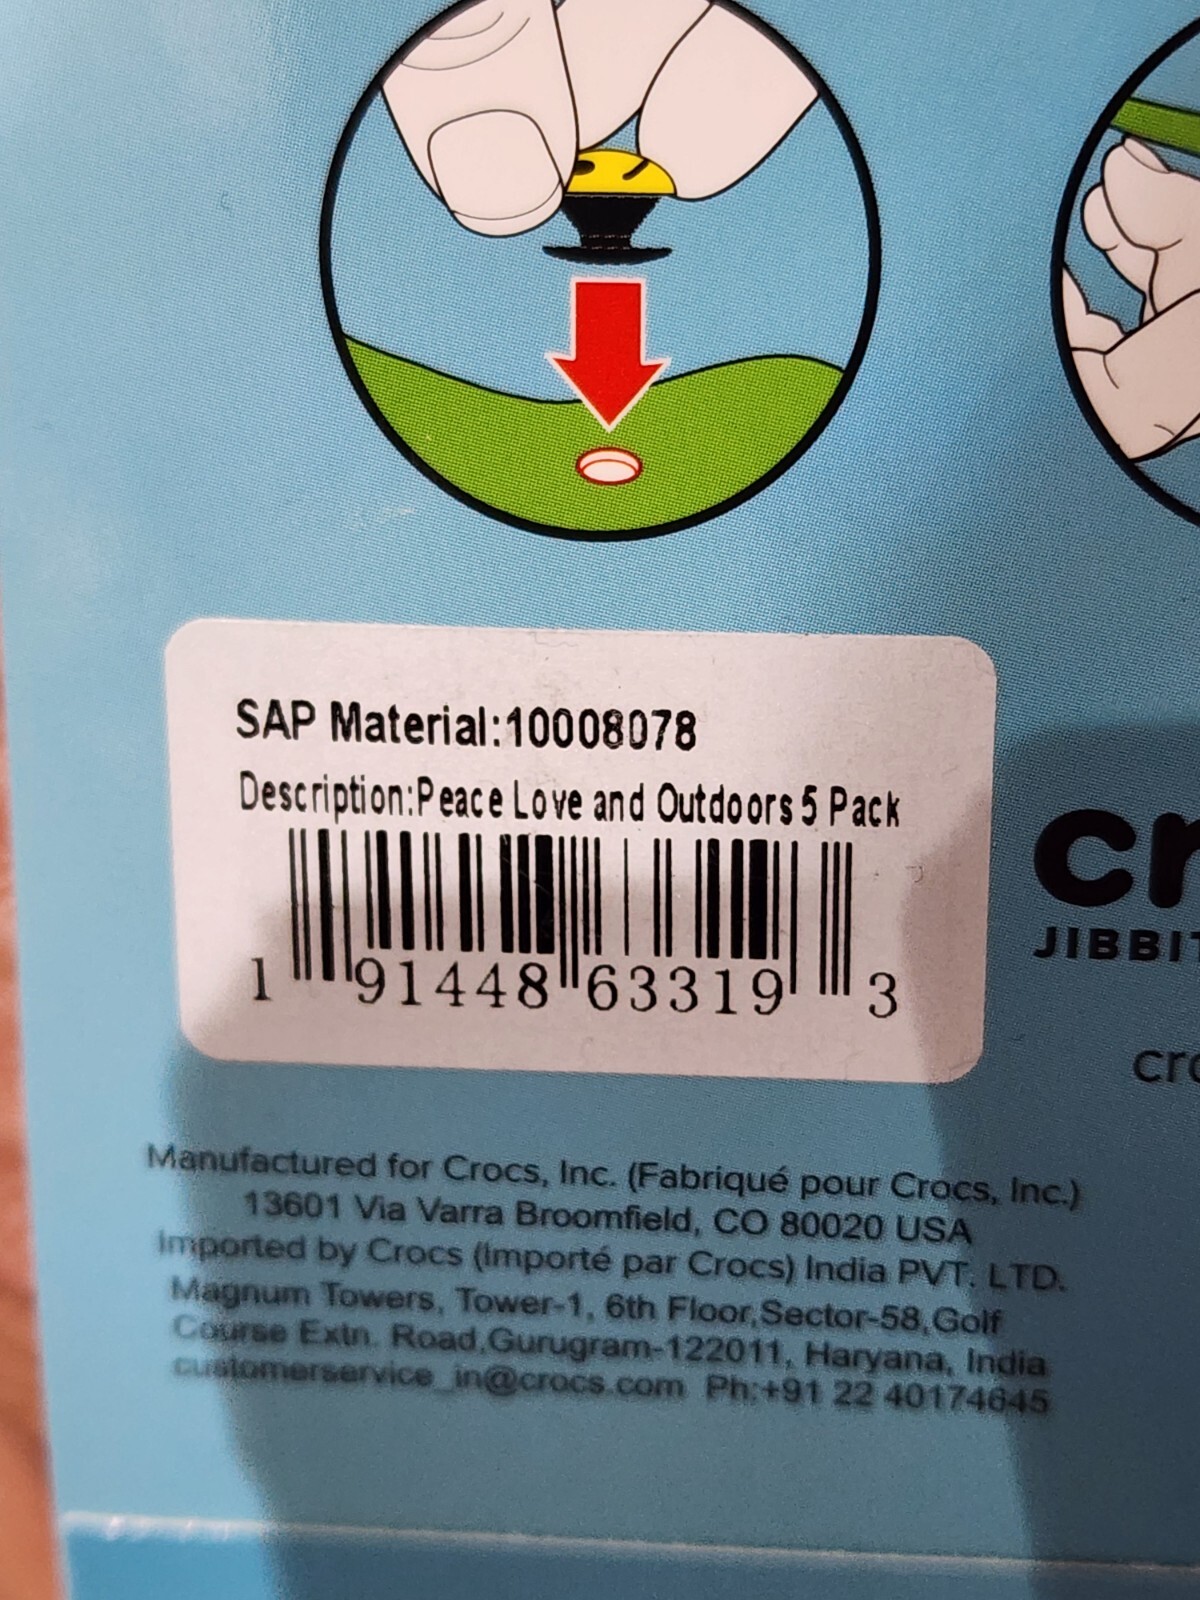 SAP Material:10008078
Description:Peace Love and Outdoors 5 Pack
1 91448 63319 3
cr
JIBBIT
cro
Manufactured for Crocs, Inc. (Fabriqué pour Crocs, Inc.)
13601 Via Varra Broomfield, CO 80020 USA
Imported by Crocs (Importé par Crocs) India PVT. LTD.
Magnum Towers, Tower-1, 6th Floor,Sector-58,Golf
Course Extn. Road,Gurugram-122011, Haryana, India
customerservice_in@crocs.com Ph:+91 22 40174645